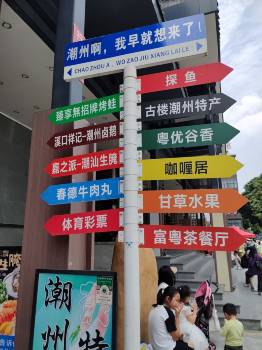 潮州啊，我早就想来了！
CHAO ZHOU A ，WO ZAO JIU XIANG LAI LE！
探鱼
臻享無招牌烤蛙
古楼潮州特产
溪口祥记-潮州卤鹅
粤优谷香
嘉之派-潮汕生腌
咖喱居
春德牛肉丸
甘草水果
体育彩票
富粤茶餐厅
潮州